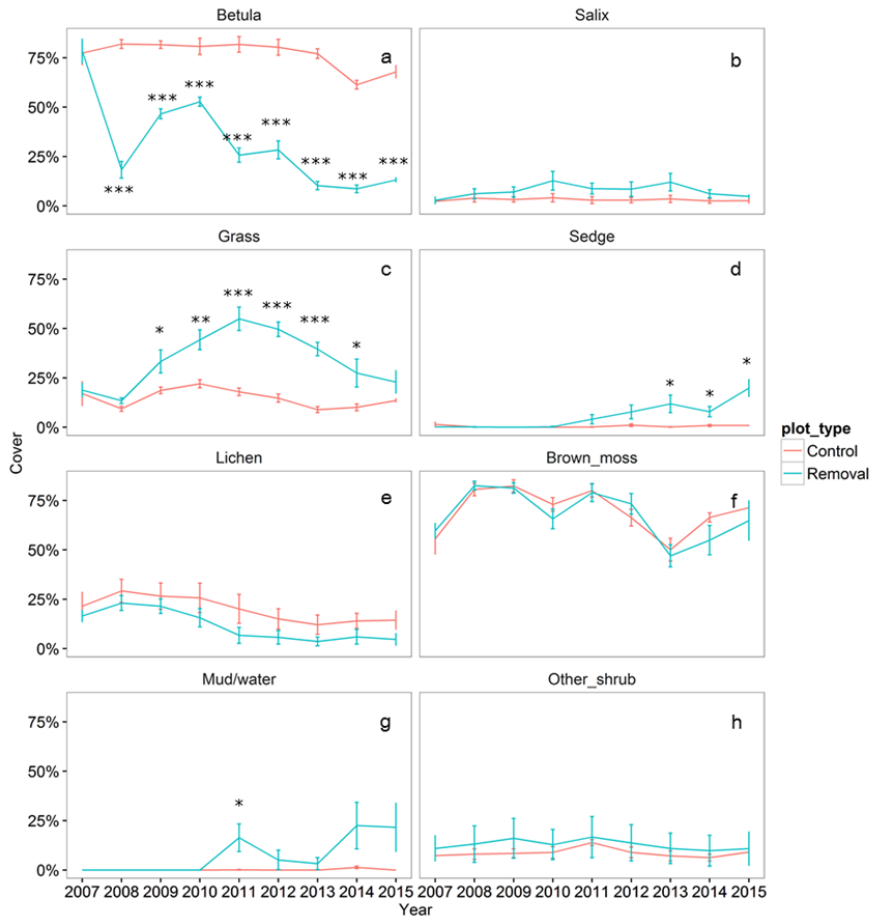 Betula Salix
75% a b
50% *** *** ***
25% *** *** *** *** ***
0%
Grass Sedge
75% c d
50% * ** *** *** *** *
25% * * *
0%
Cover
Lichen Brown_moss
75% e f
50%
25%
0%
plot_type
Control
Removal
Mud/water Other_shrub
75% g h
50%
25% *
0%
2007 2008 2009 2010 2011 2012 2013 2014 2015 2007 2008 2009 2010 2011 2012 2013 2014 2015
Year